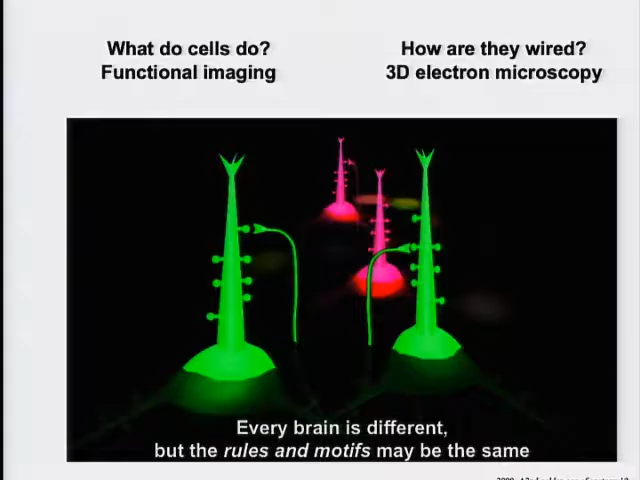 What do cells do?
Functional imaging
How are they wired?
3D electron microscopy
Every brain is different,
but the rules and motifs may be the same